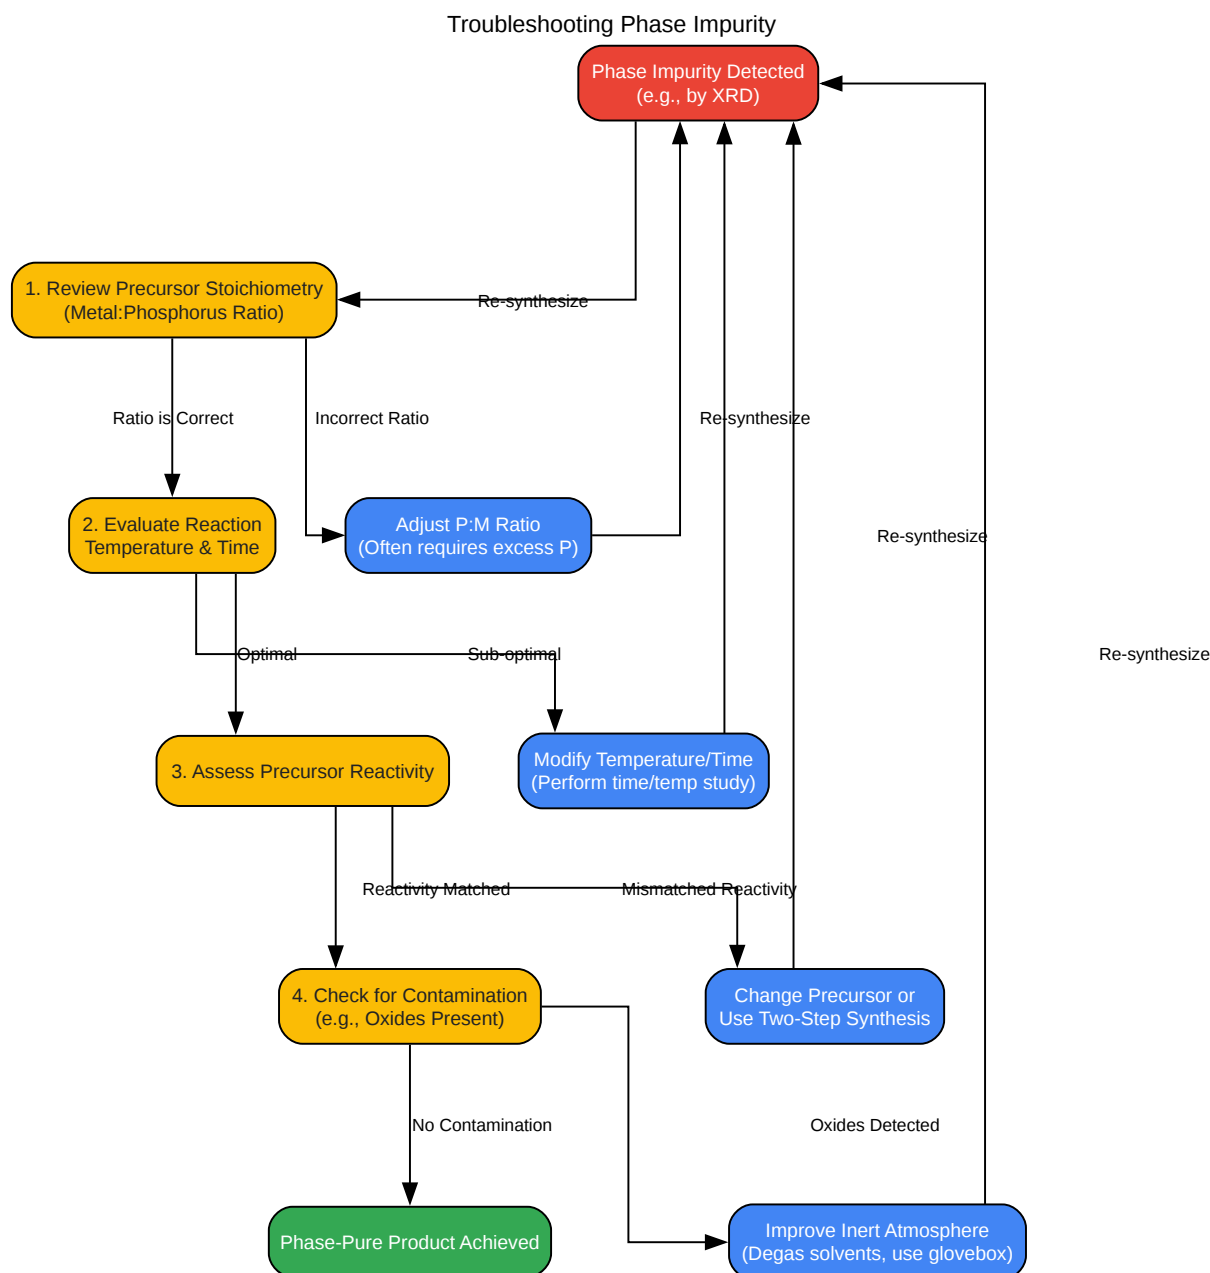 Troubleshooting Phase Impurity
Phase Impurity Detected
(e.g., by XRD)
1. Review Precursor Stoichiometry
(Metal:Phosphorus Ratio)
Re-synthesize
Ratio is Correct
Incorrect Ratio
Re-synthesize
2. Evaluate Reaction
Temperature & Time
Adjust P:M Ratio
(Often requires excess P)
Re-synthesize
Optimal
Sub-optimal
Re-synthesize
3. Assess Precursor Reactivity
Modify Temperature/Time
(Perform time/temp study)
Reactivity Matched
Mismatched Reactivity
4. Check for Contamination
(e.g., Oxides Present)
Change Precursor or
Use Two-Step Synthesis
No Contamination
Oxides Detected
Phase-Pure Product Achieved
Improve Inert Atmosphere
(Degas solvents, use glovebox)